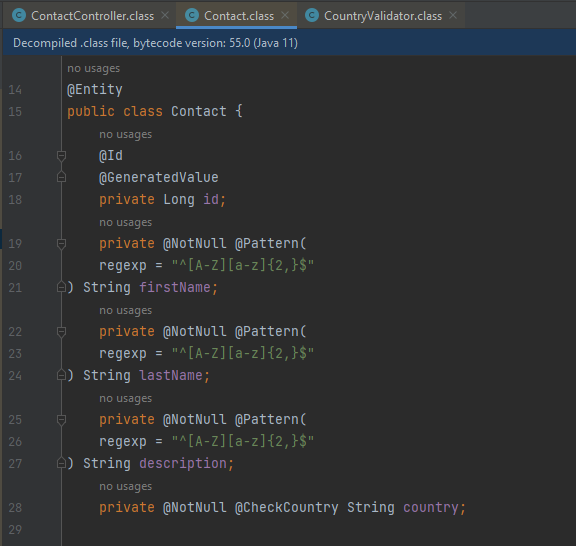 ContactController.class Contact.class CountryValidator.class
Decompiled .class file, bytecode version: 55.0 (Java 11)
no usages
14 @Entity
15 public class Contact {
no usages
16 @Id
17 @GeneratedValue
18 private Long id;
no usages
19 private @NotNull @Pattern(
20 regexp = "^[A-Z][a-z]{2,}$"
21 ) String firstName;
no usages
22 private @NotNull @Pattern(
23 regexp = "^[A-Z][a-z]{2,}$"
24 ) String lastName;
no usages
25 private @NotNull @Pattern(
26 regexp = "^[A-Z][a-z]{2,}$"
27 ) String description;
no usages
28 private @NotNull @CheckCountry String country;
29